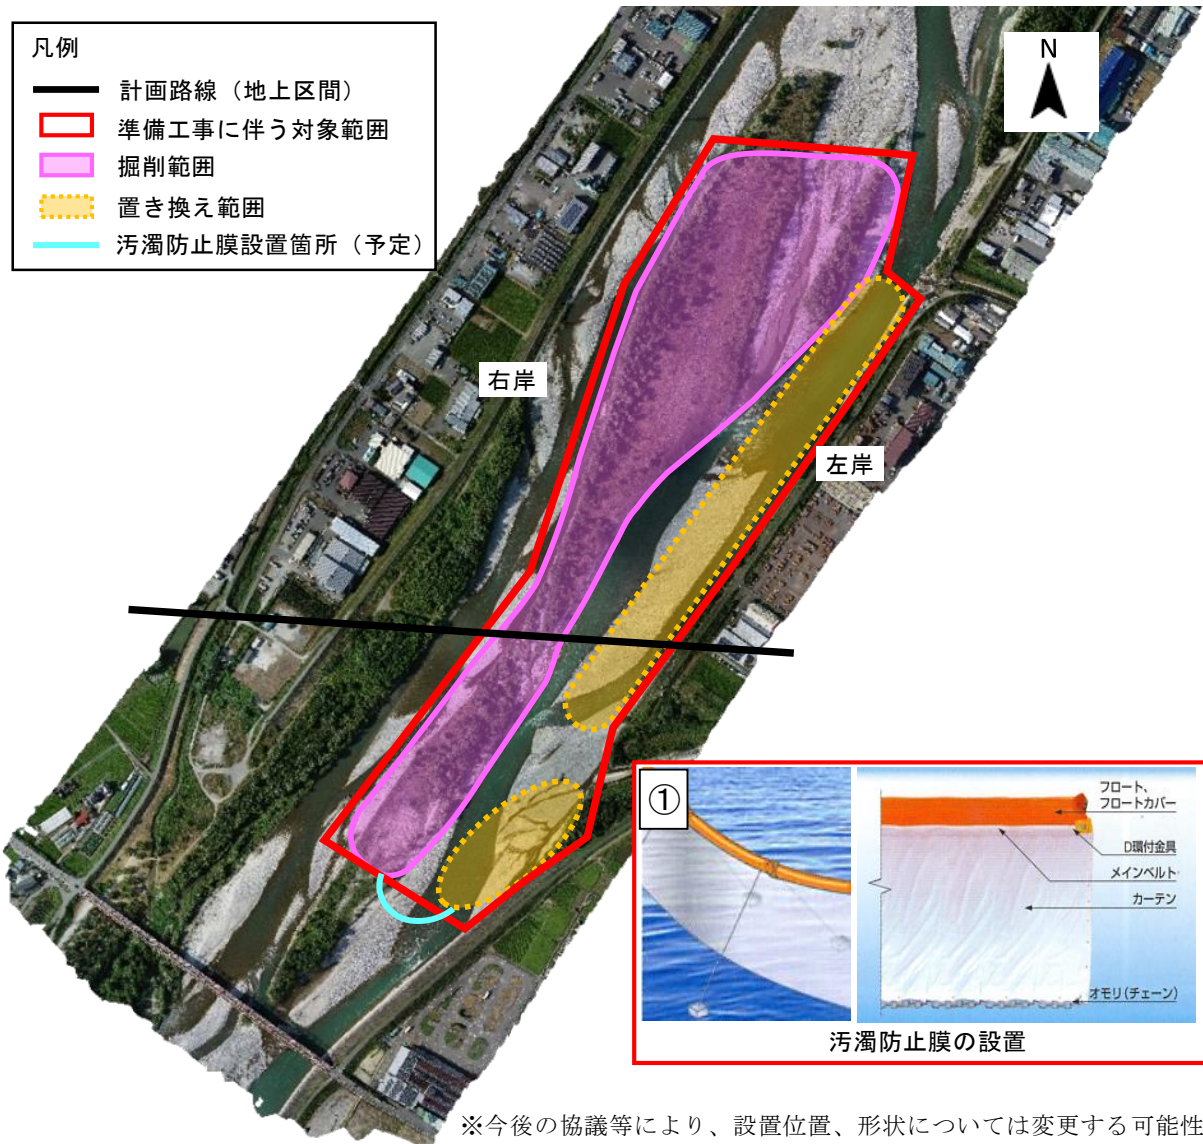 凡例
計画路線（地上区間）
準備工事に伴う対象範囲
掘削範囲
置き換え範囲
汚濁防止膜設置箇所（予定）
N
右岸
左岸
①
フロート、
フロートカバー
D環付金具
メインベルト
カーテン
オモリ(チェーン)
汚濁防止膜の設置
※今後の協議等により、設置位置、形状については変更する可能性